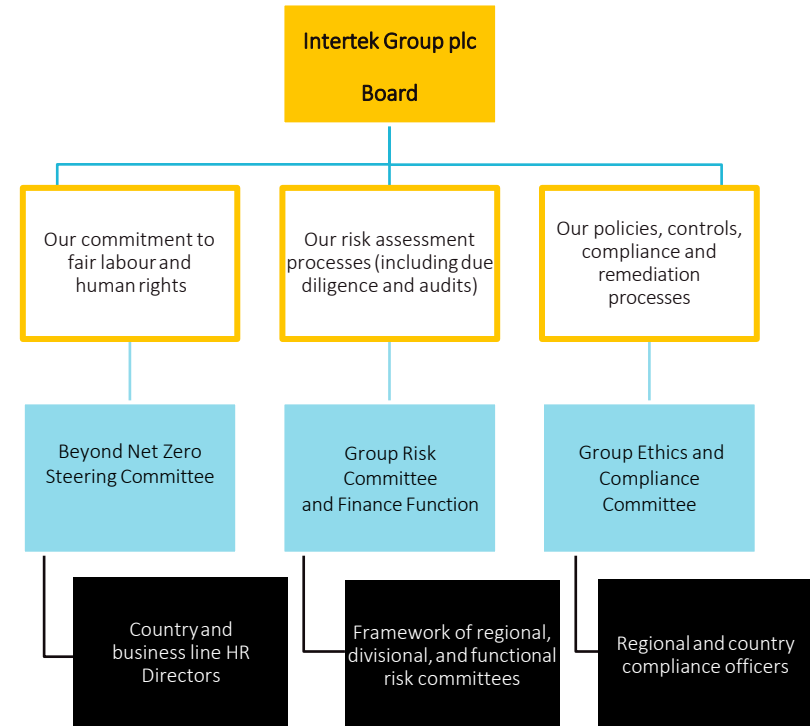 Intertek Group plc
Board
Our commitment to
fair labour and
human rights
Our risk assessment
processes (including due
diligence and audits)
Our policies, controls,
compliance and
remediation
processes
Beyond Net Zero
Steering Committee
Group Risk
Committee
and Finance Function
Group Ethics and
Compliance
Committee
Country and
business line HR
Directors
Framework of regional,
divisional, and functional
risk committees
Regional and country
compliance officers